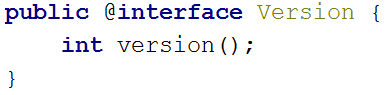 public @interface Version {
    int version();
}